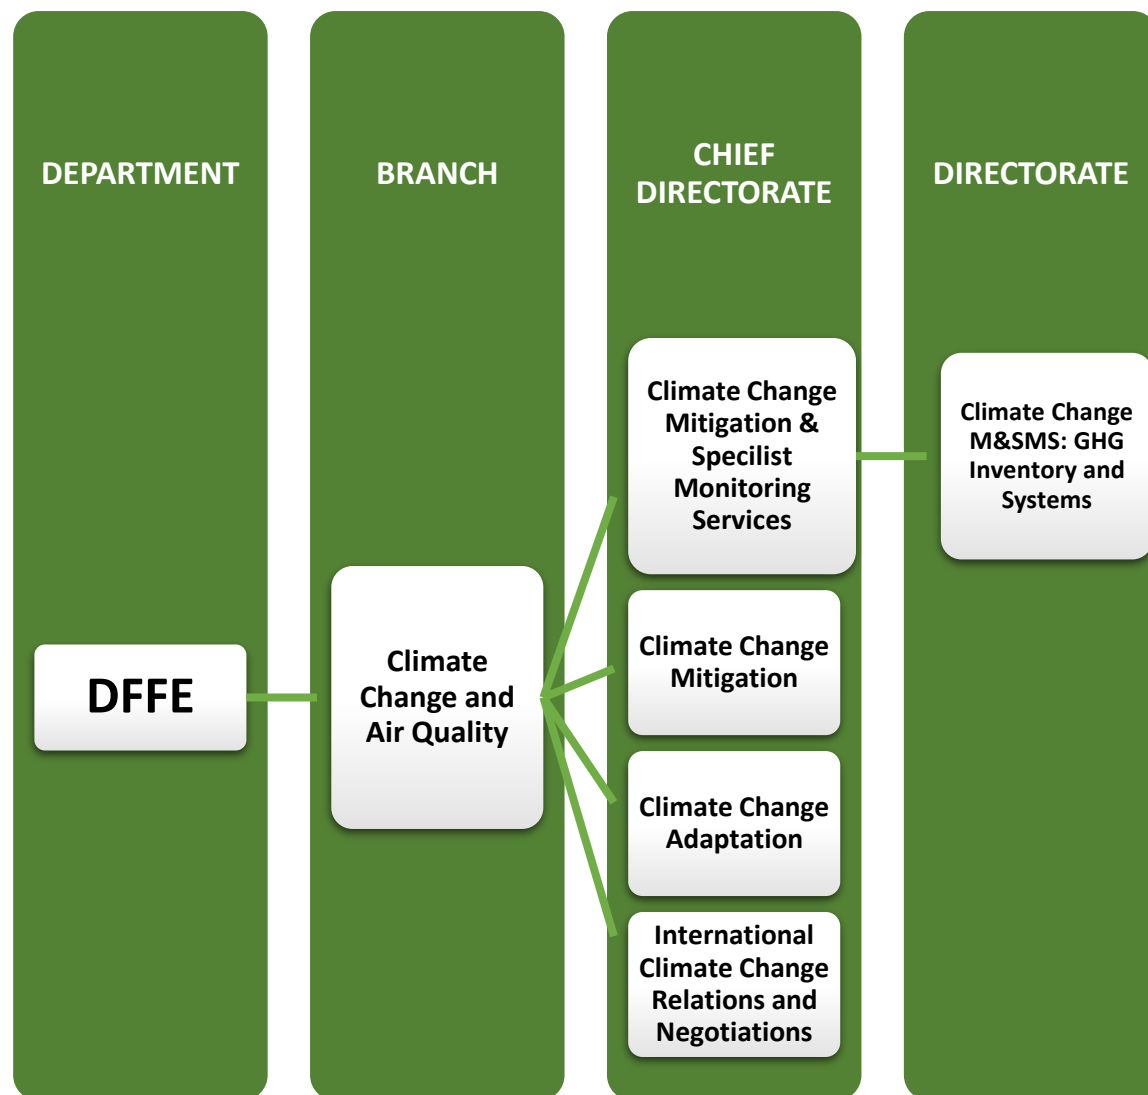 DEPARTMENT
BRANCH
CHIEF
DIRECTORATE
DIRECTORATE
DFFE
Climate
Change and
Air Quality
Climate Change
Mitigation &
Specilist
Monitoring
Services
Climate Change
Mitigation
Climate Change
Adaptation
International
Climate Change
Relations and
Negotiations
Climate Change
M&SMS: GHG
Inventory and
Systems